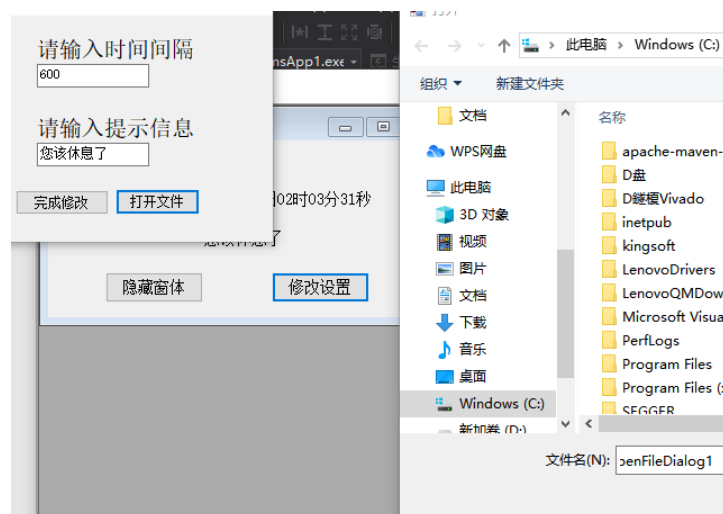 请输入时间间隔
600
请输入提示信息
您该休息了
完成修改
打开文件
nsApp1.exe
02时03分31秒
隐藏窗体
修改设置
此电脑 > Windows (C:)
组织
新建文件夹
文档
WPS网盘
此电脑
3D 对象
视频
图片
文档
下载
音乐
桌面
Windows (C:)
新加卷 (D:)
名称
apache-maven-
D盘
D鐩榎Vivado
inetpub
kingsoft
LenovoDrivers
LenovoQMDow
Microsoft Visua
PerfLogs
Program Files
Program Files (
SEGGER
文件名(N):
penFileDialog1